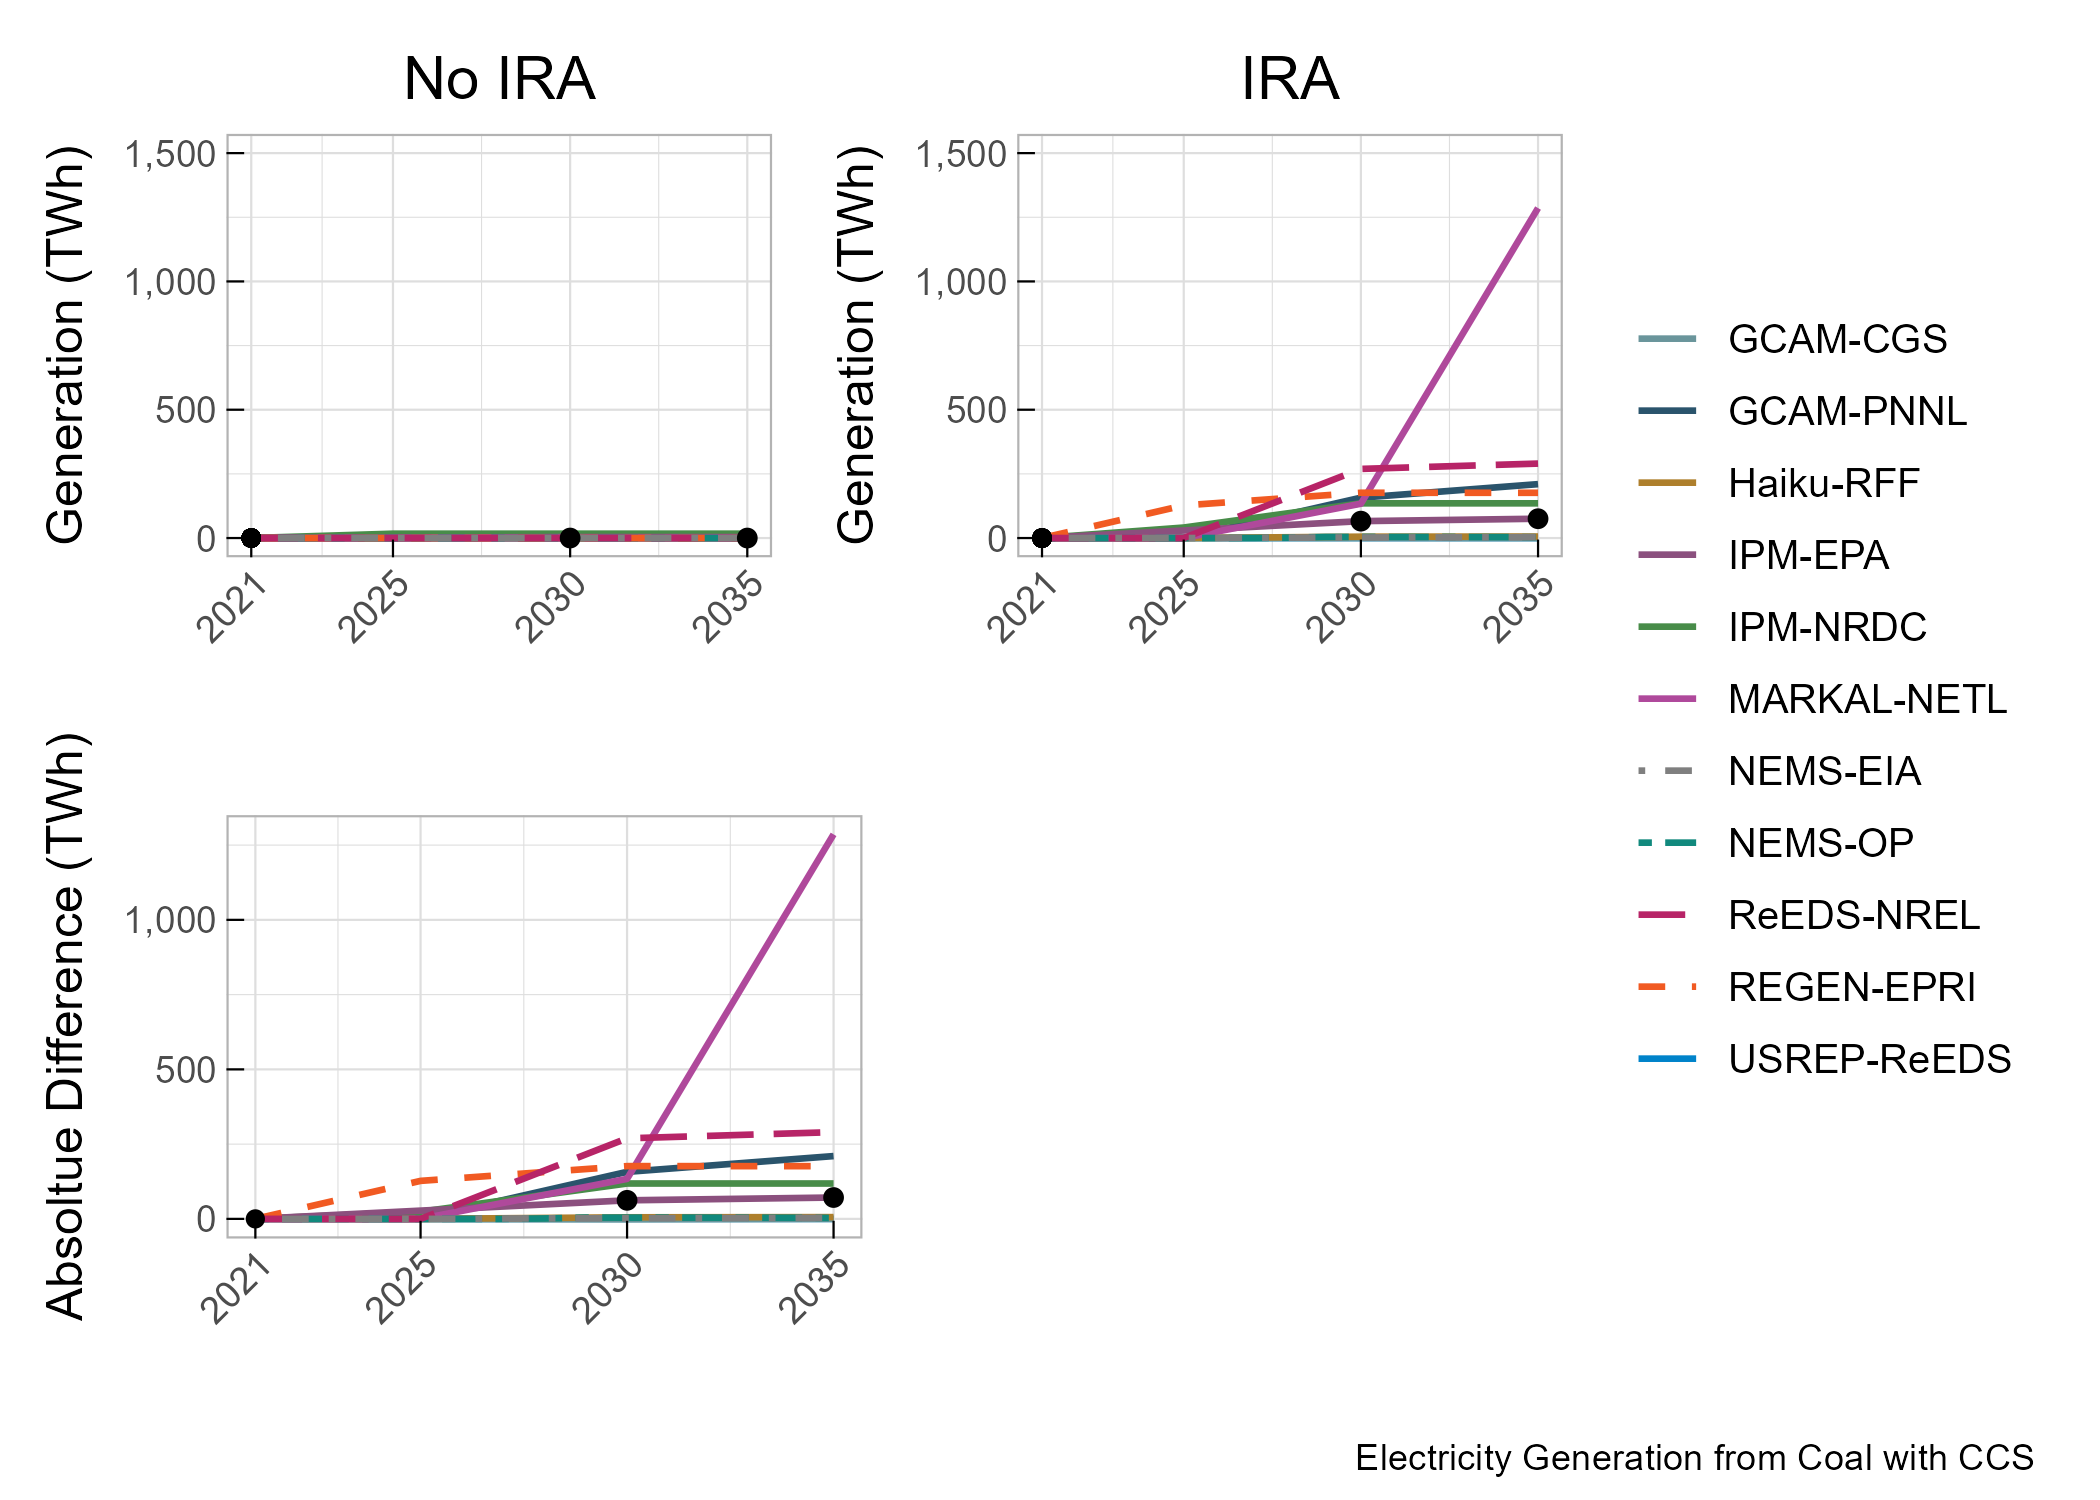 No IRA
IRA
Generation (TWh)
1,500
1,000
500
0
2021
2025
2030
2035
Generation (TWh)
1,500
1,000
500
0
2021
2025
2030
2035
GCAM-CGS
GCAM-PNNL
Haiku-RFF
IPM-EPA
IPM-NRDC
MARKAL-NETL
NEMS-EIA
NEMS-OP
ReEDS-NREL
REGEN-EPRI
USREP-ReEDS
Absoltue Difference (TWh)
1,000
500
0
2021
2025
2030
2035
Electricity Generation from Coal with CCS